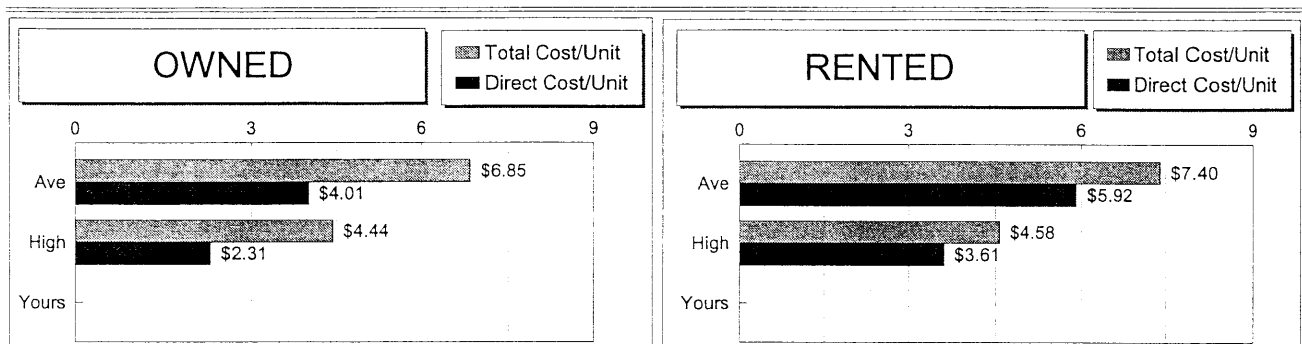 OWNED
Total Cost/Unit
Direct Cost/Unit
0 3 6 9
Ave
$6.85
$4.01
High
$4.44
$2.31
Yours
RENTED
Total Cost/Unit
Direct Cost/Unit
0 3 6 9
Ave
$7.40
$5.92
High
$4.58
$3.61
Yours